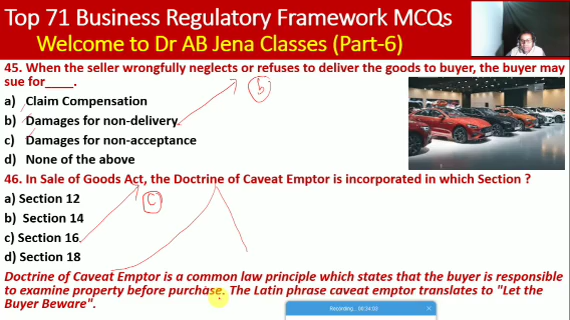 Top 71 Business Regulatory Framework MCQs
Welcome to Dr AB Jena Classes (Part-6)
45. When the seller wrongfully neglects or refuses to deliver the goods to buyer, the buyer may
sue for____.
a) Claim Compensation
b) Damages for non-delivery
c) Damages for non-acceptance
d) None of the above
b
46. In Sale of Goods Act, the Doctrine of Caveat Emptor is incorporated in which Section ?
a) Section 12
b) Section 14
c) Section 16
d) Section 18
C
Doctrine of Caveat Emptor is a common law principle which states that the buyer is responsible
to examine property before purchase. The Latin phrase caveat emptor translates to "Let the
Buyer Beware".